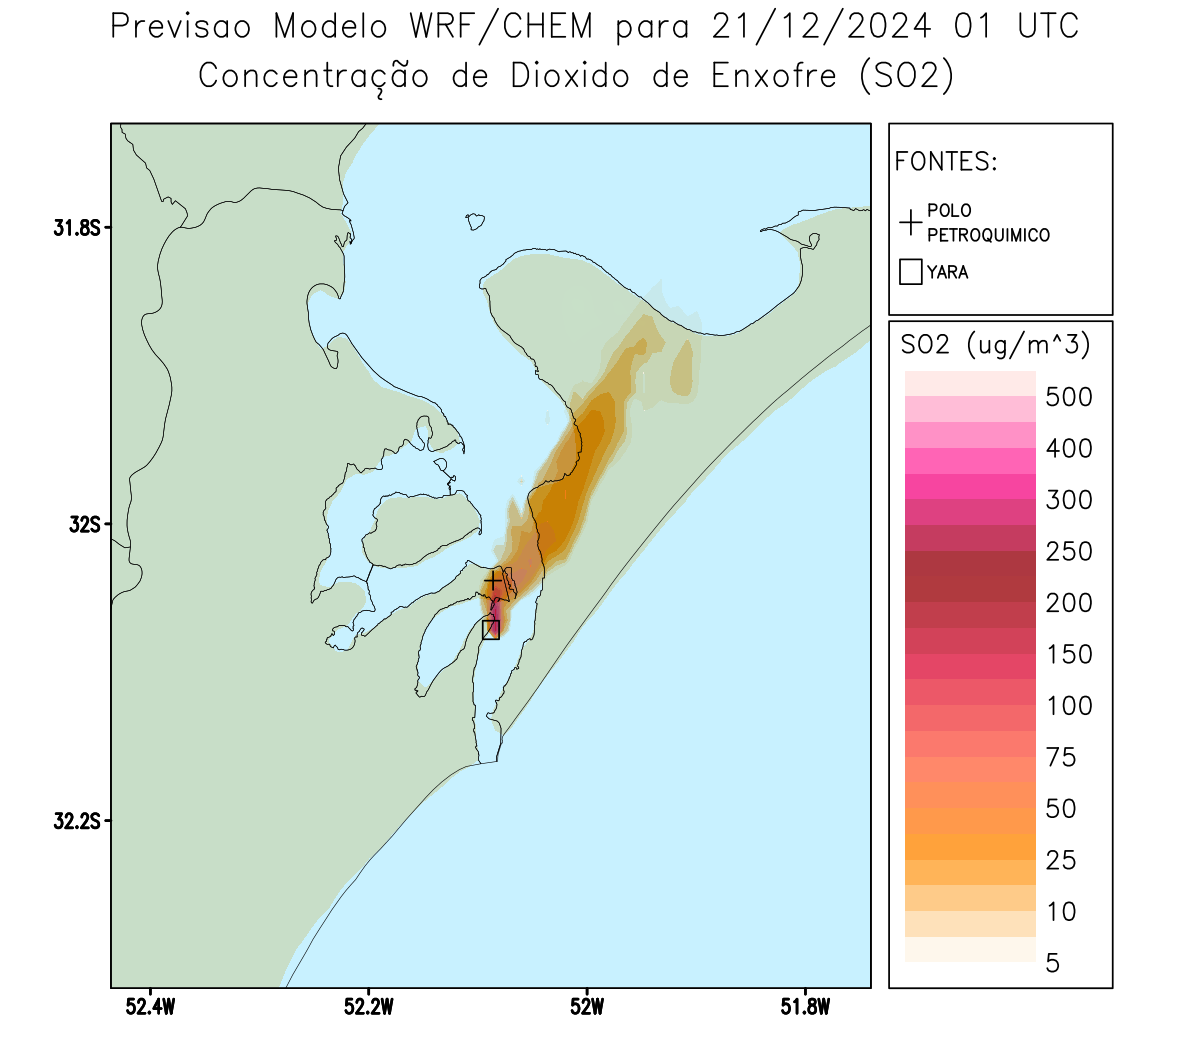 Previsao Modelo WRF/CHEM para 21/12/2024 01 UTC
Concentração de Dioxido de Enxofre (SO2)
FONTES:
POLO
PETROQUIMICO
YARA
SO2 (ug/m^3)
500
400
300
250
200
150
100
75
50
25
10
5
31.8S
32S
32.2S
52.4W
52.2W
52W
51.8W